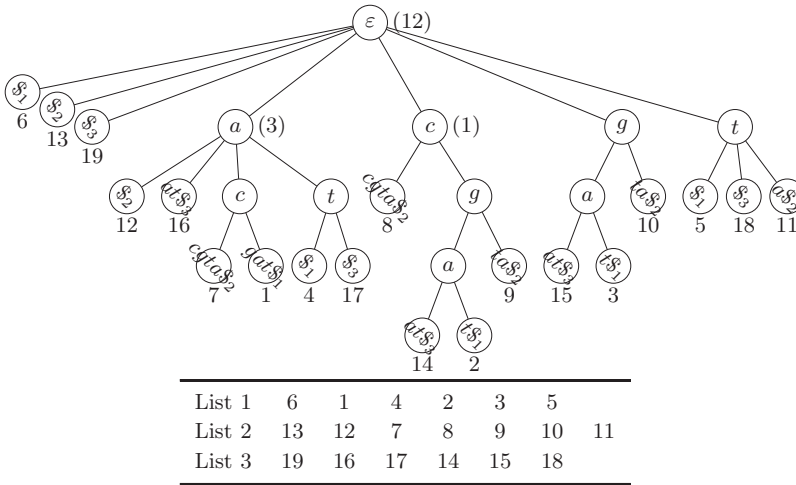 ε (12)
$1 $2 $3
6 13 19
a (3) c (1) g t
$2 at$3 c t cgta$2 g a ta$2 $1 $3 a$2
12 16 8 10 5 18 11
cgta$2 gat$1 $1 $3 a ta$2 at$3 t$1
7 1 4 17 9 15 3
at$3 t$1
14 2
List 1 6 1 4 2 3 5
List 2 13 12 7 8 9 10 11
List 3 19 16 17 14 15 18